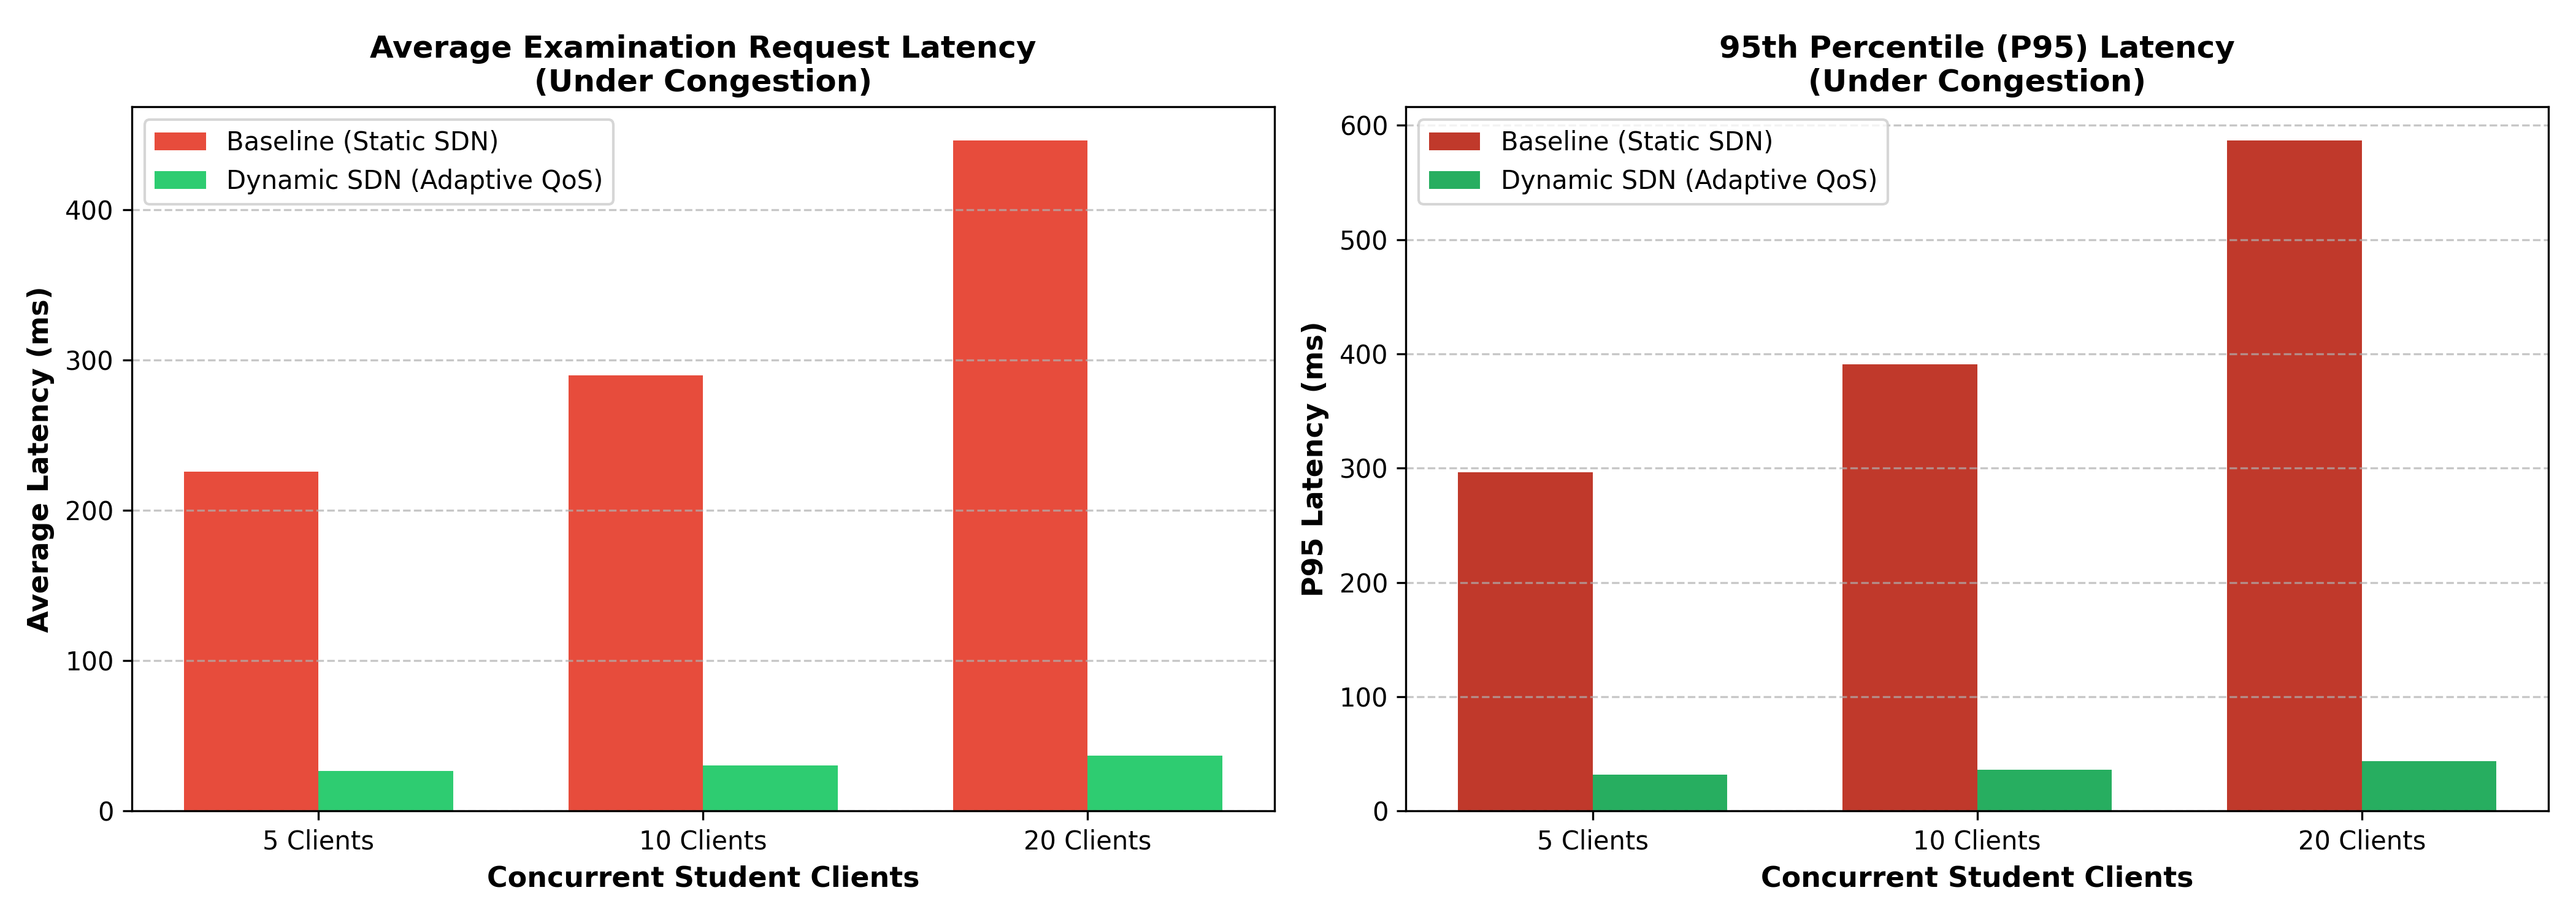 Average Examination Request Latency
(Under Congestion)
Baseline (Static SDN)
Dynamic SDN (Adaptive QoS)
Average Latency (ms)
400
300
200
100
0
5 Clients
10 Clients
20 Clients
Concurrent Student Clients
95th Percentile (P95) Latency
(Under Congestion)
Baseline (Static SDN)
Dynamic SDN (Adaptive QoS)
P95 Latency (ms)
600
500
400
300
200
100
0
5 Clients
10 Clients
20 Clients
Concurrent Student Clients